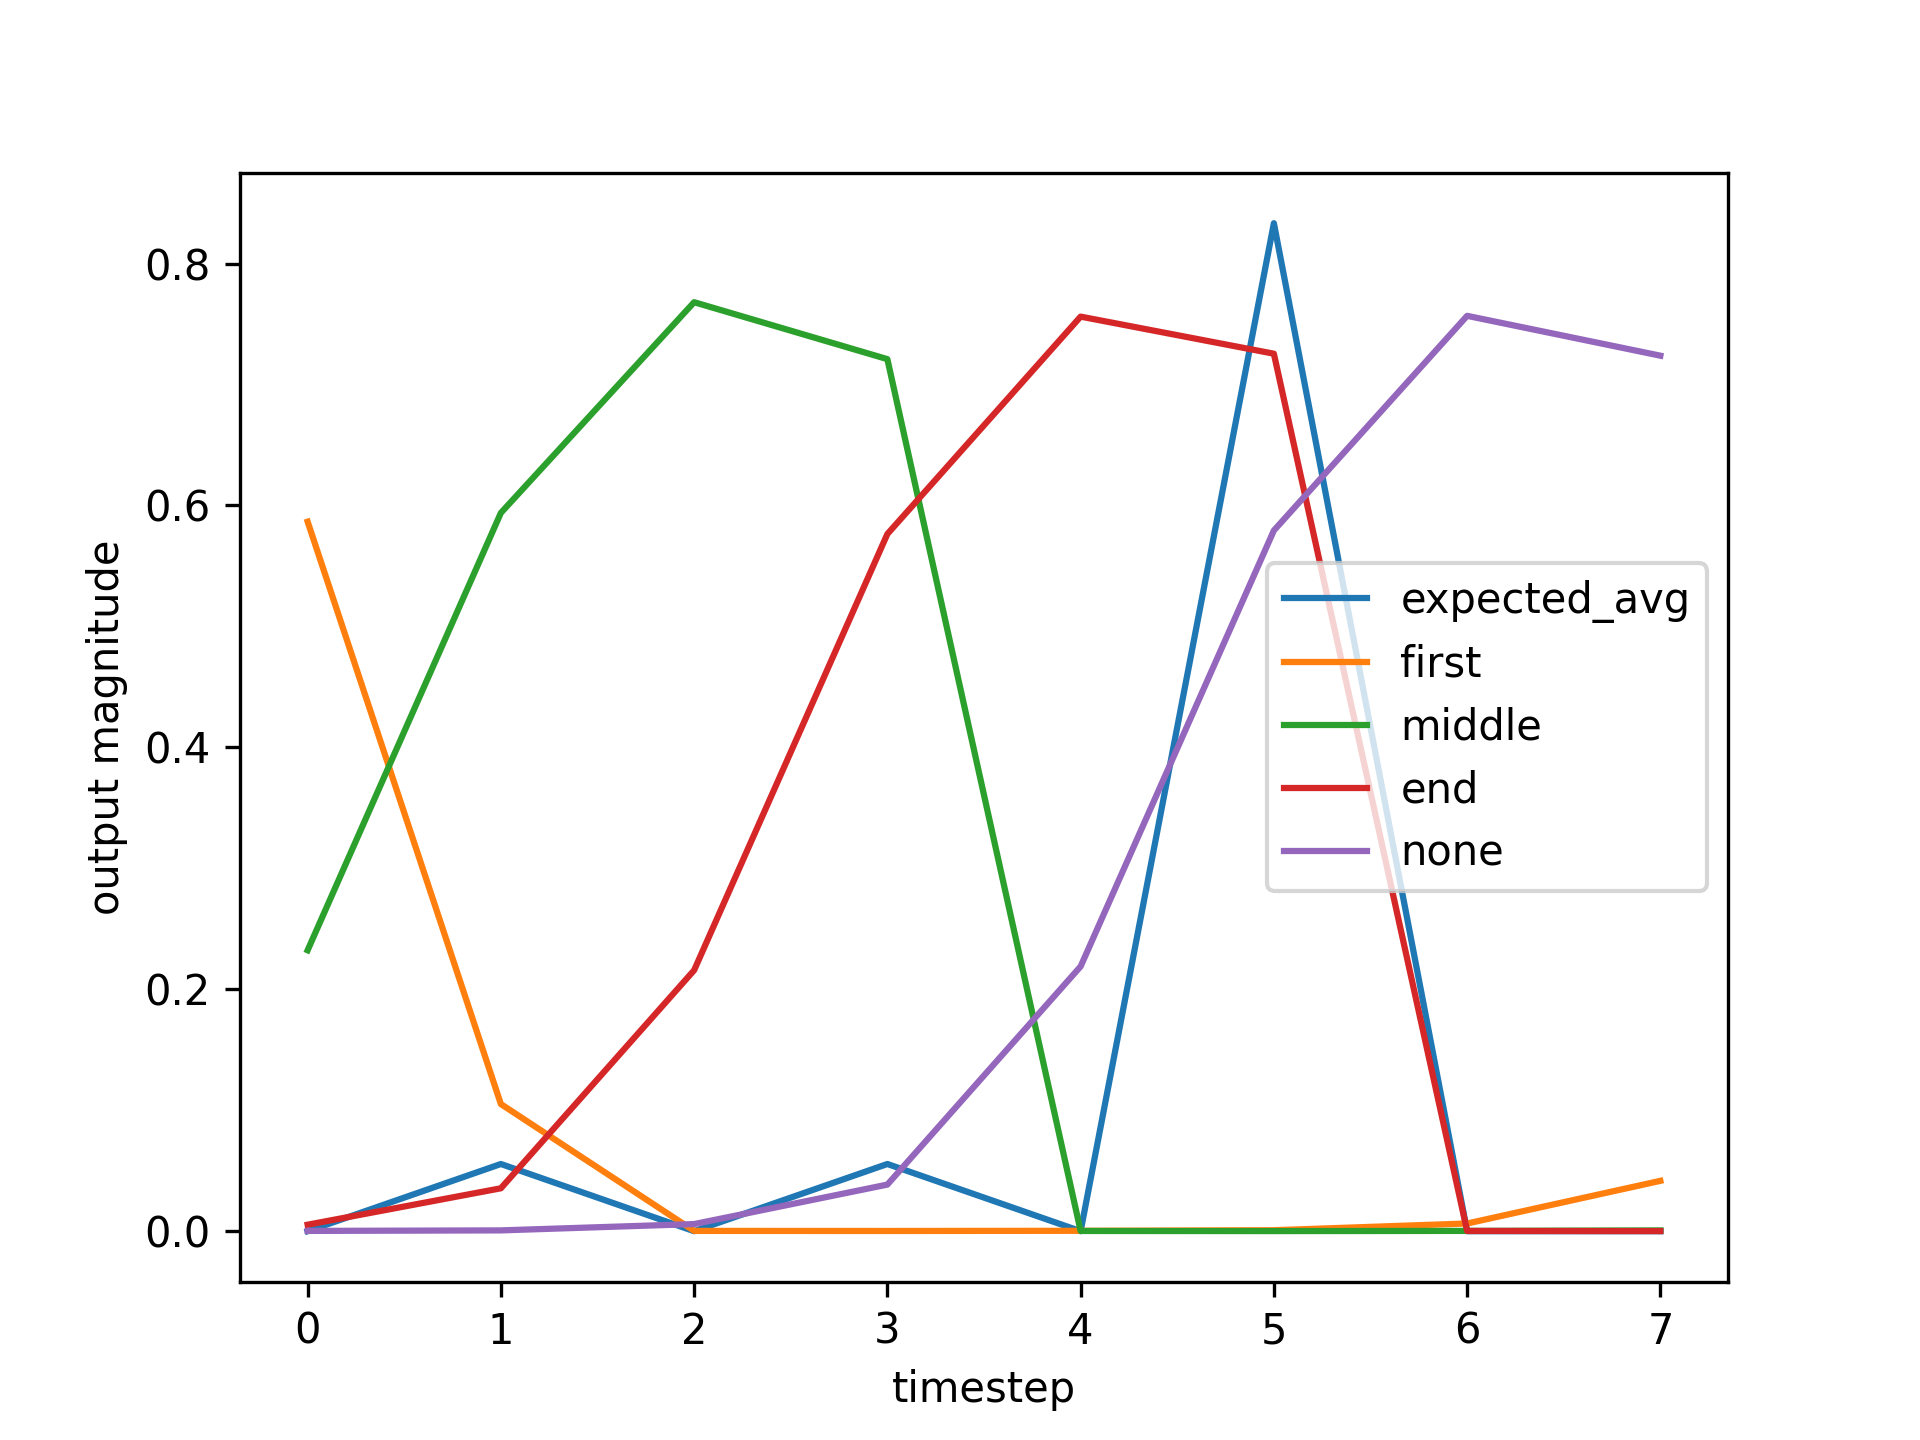 output magnitude
0.8
0.6
0.4
0.2
0.0
expected_avg
first
middle
end
none
0 1 2 3 4 5 6 7
timestep